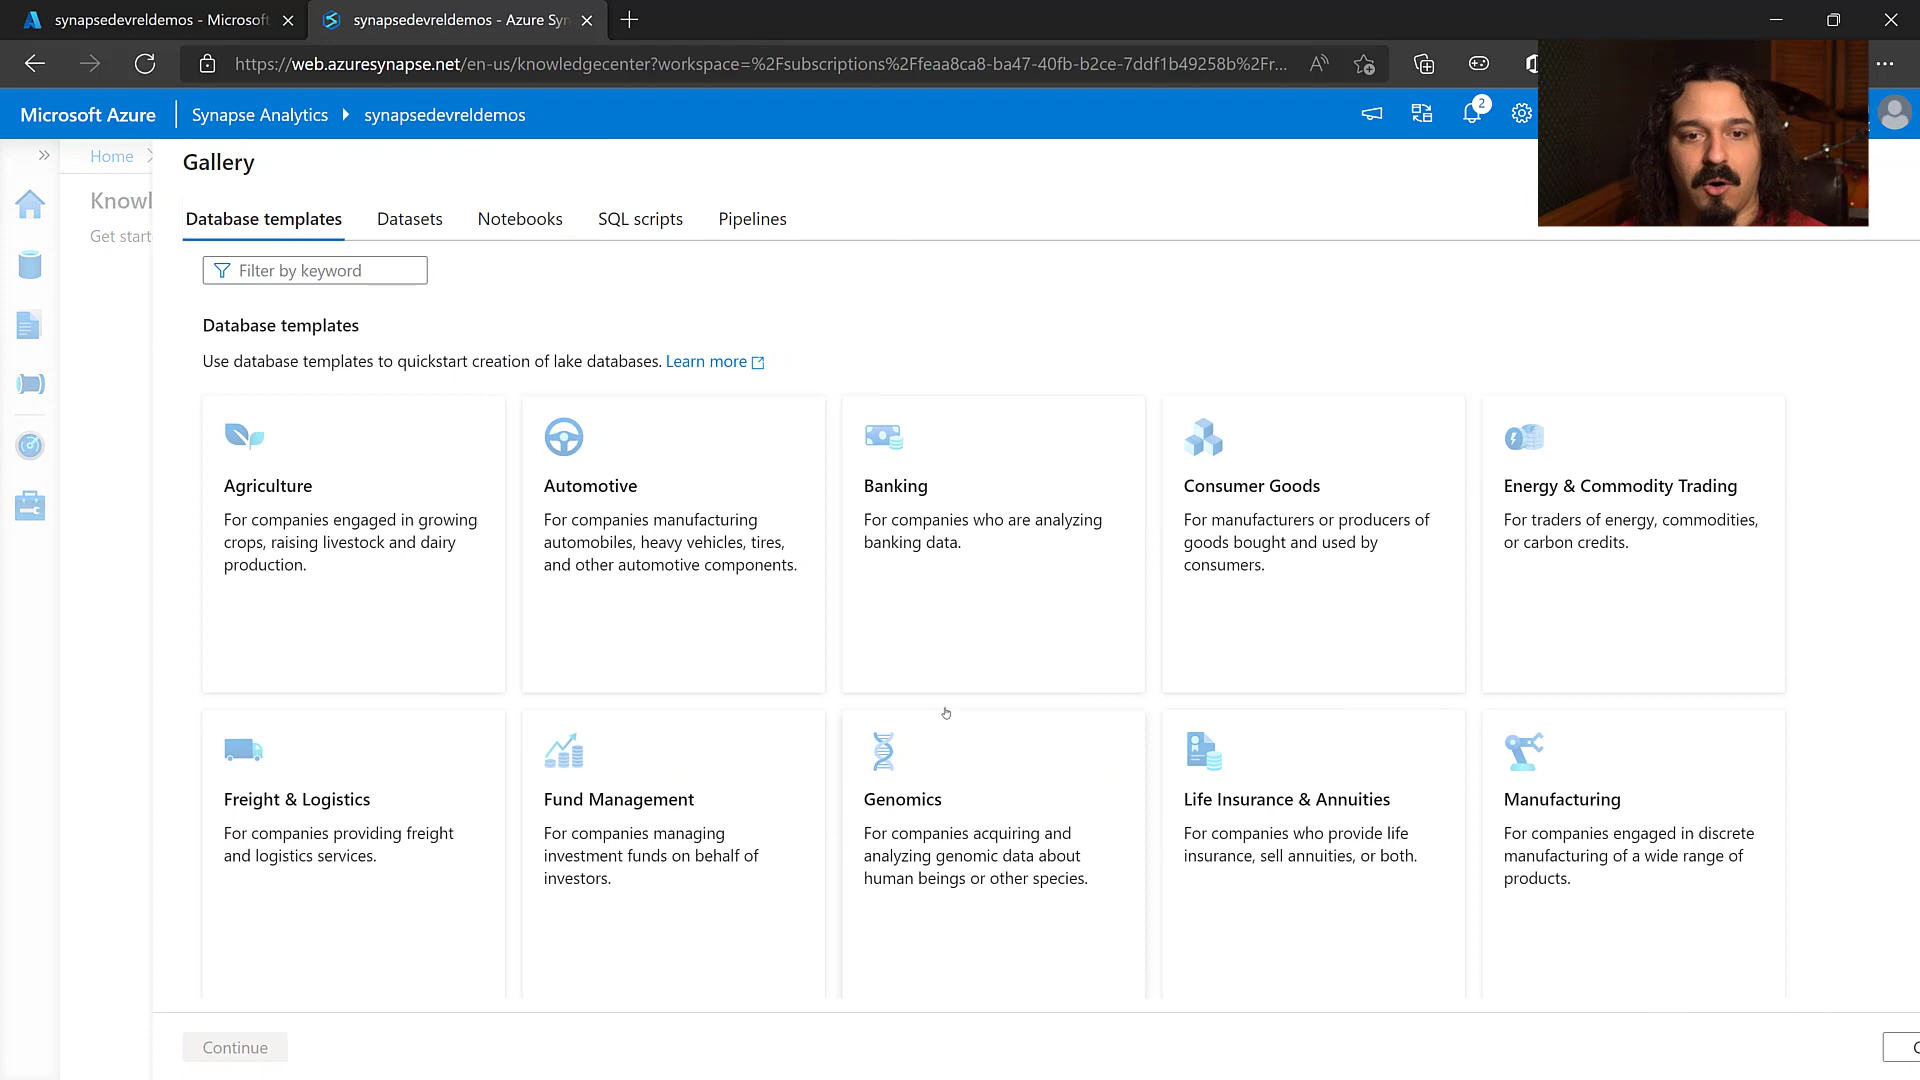 synapsedevreldemos - Microsoft
synapsedevreldemos - Azure Syn
https://web.azuresynapse.net/en-us/knowledgecenter?workspace=%2Fsubscriptions%2Ffeaa8ca8-ba47-40fb-b2ce-7ddf1b49258b%2Fr...
Microsoft Azure
Synapse Analytics
synapsedevreldemos
2
Home
Knowl
Get start
Gallery
Database templates
Datasets
Notebooks
SQL scripts
Pipelines
Filter by keyword
Database templates
Use database templates to quickstart creation of lake databases. Learn more
Agriculture
For companies engaged in growing
crops, raising livestock and dairy
production.
Automotive
For companies manufacturing
automobiles, heavy vehicles, tires,
and other automotive components.
Banking
For companies who are analyzing
banking data.
Consumer Goods
For manufacturers or producers of
goods bought and used by
consumers.
Energy & Commodity Trading
For traders of energy, commodities,
or carbon credits.
Freight & Logistics
For companies providing freight
and logistics services.
Fund Management
For companies managing
investment funds on behalf of
investors.
Genomics
For companies acquiring and
analyzing genomic data about
human beings or other species.
Life Insurance & Annuities
For companies who provide life
insurance, sell annuities, or both.
Manufacturing
For companies engaged in discrete
manufacturing of a wide range of
products.
Continue